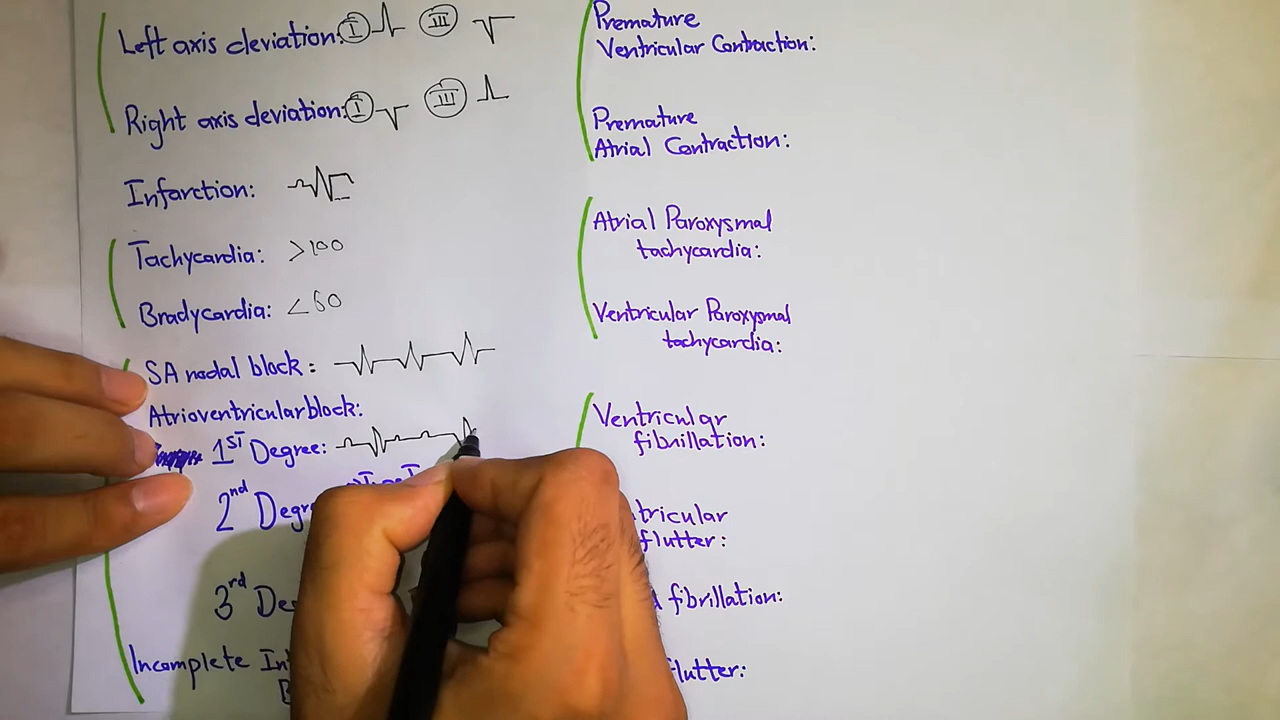 Left axis deviation: I III
Right axis deviation: I III
Infarction:
Tachycardia: >100
Bradycardia: <60
SA nodal block:
Atrioventricular block:
1ST Degree:
2nd
3rd
Incomplete
Premature
Ventricular Contraction:
Premature
Atrial Contraction:
Atrial Paroxysmal
tachycardia:
Ventricular Paroxysmal
tachycardia:
Ventricular
fibrillation:
flutter:
fibrillation:
flutter: